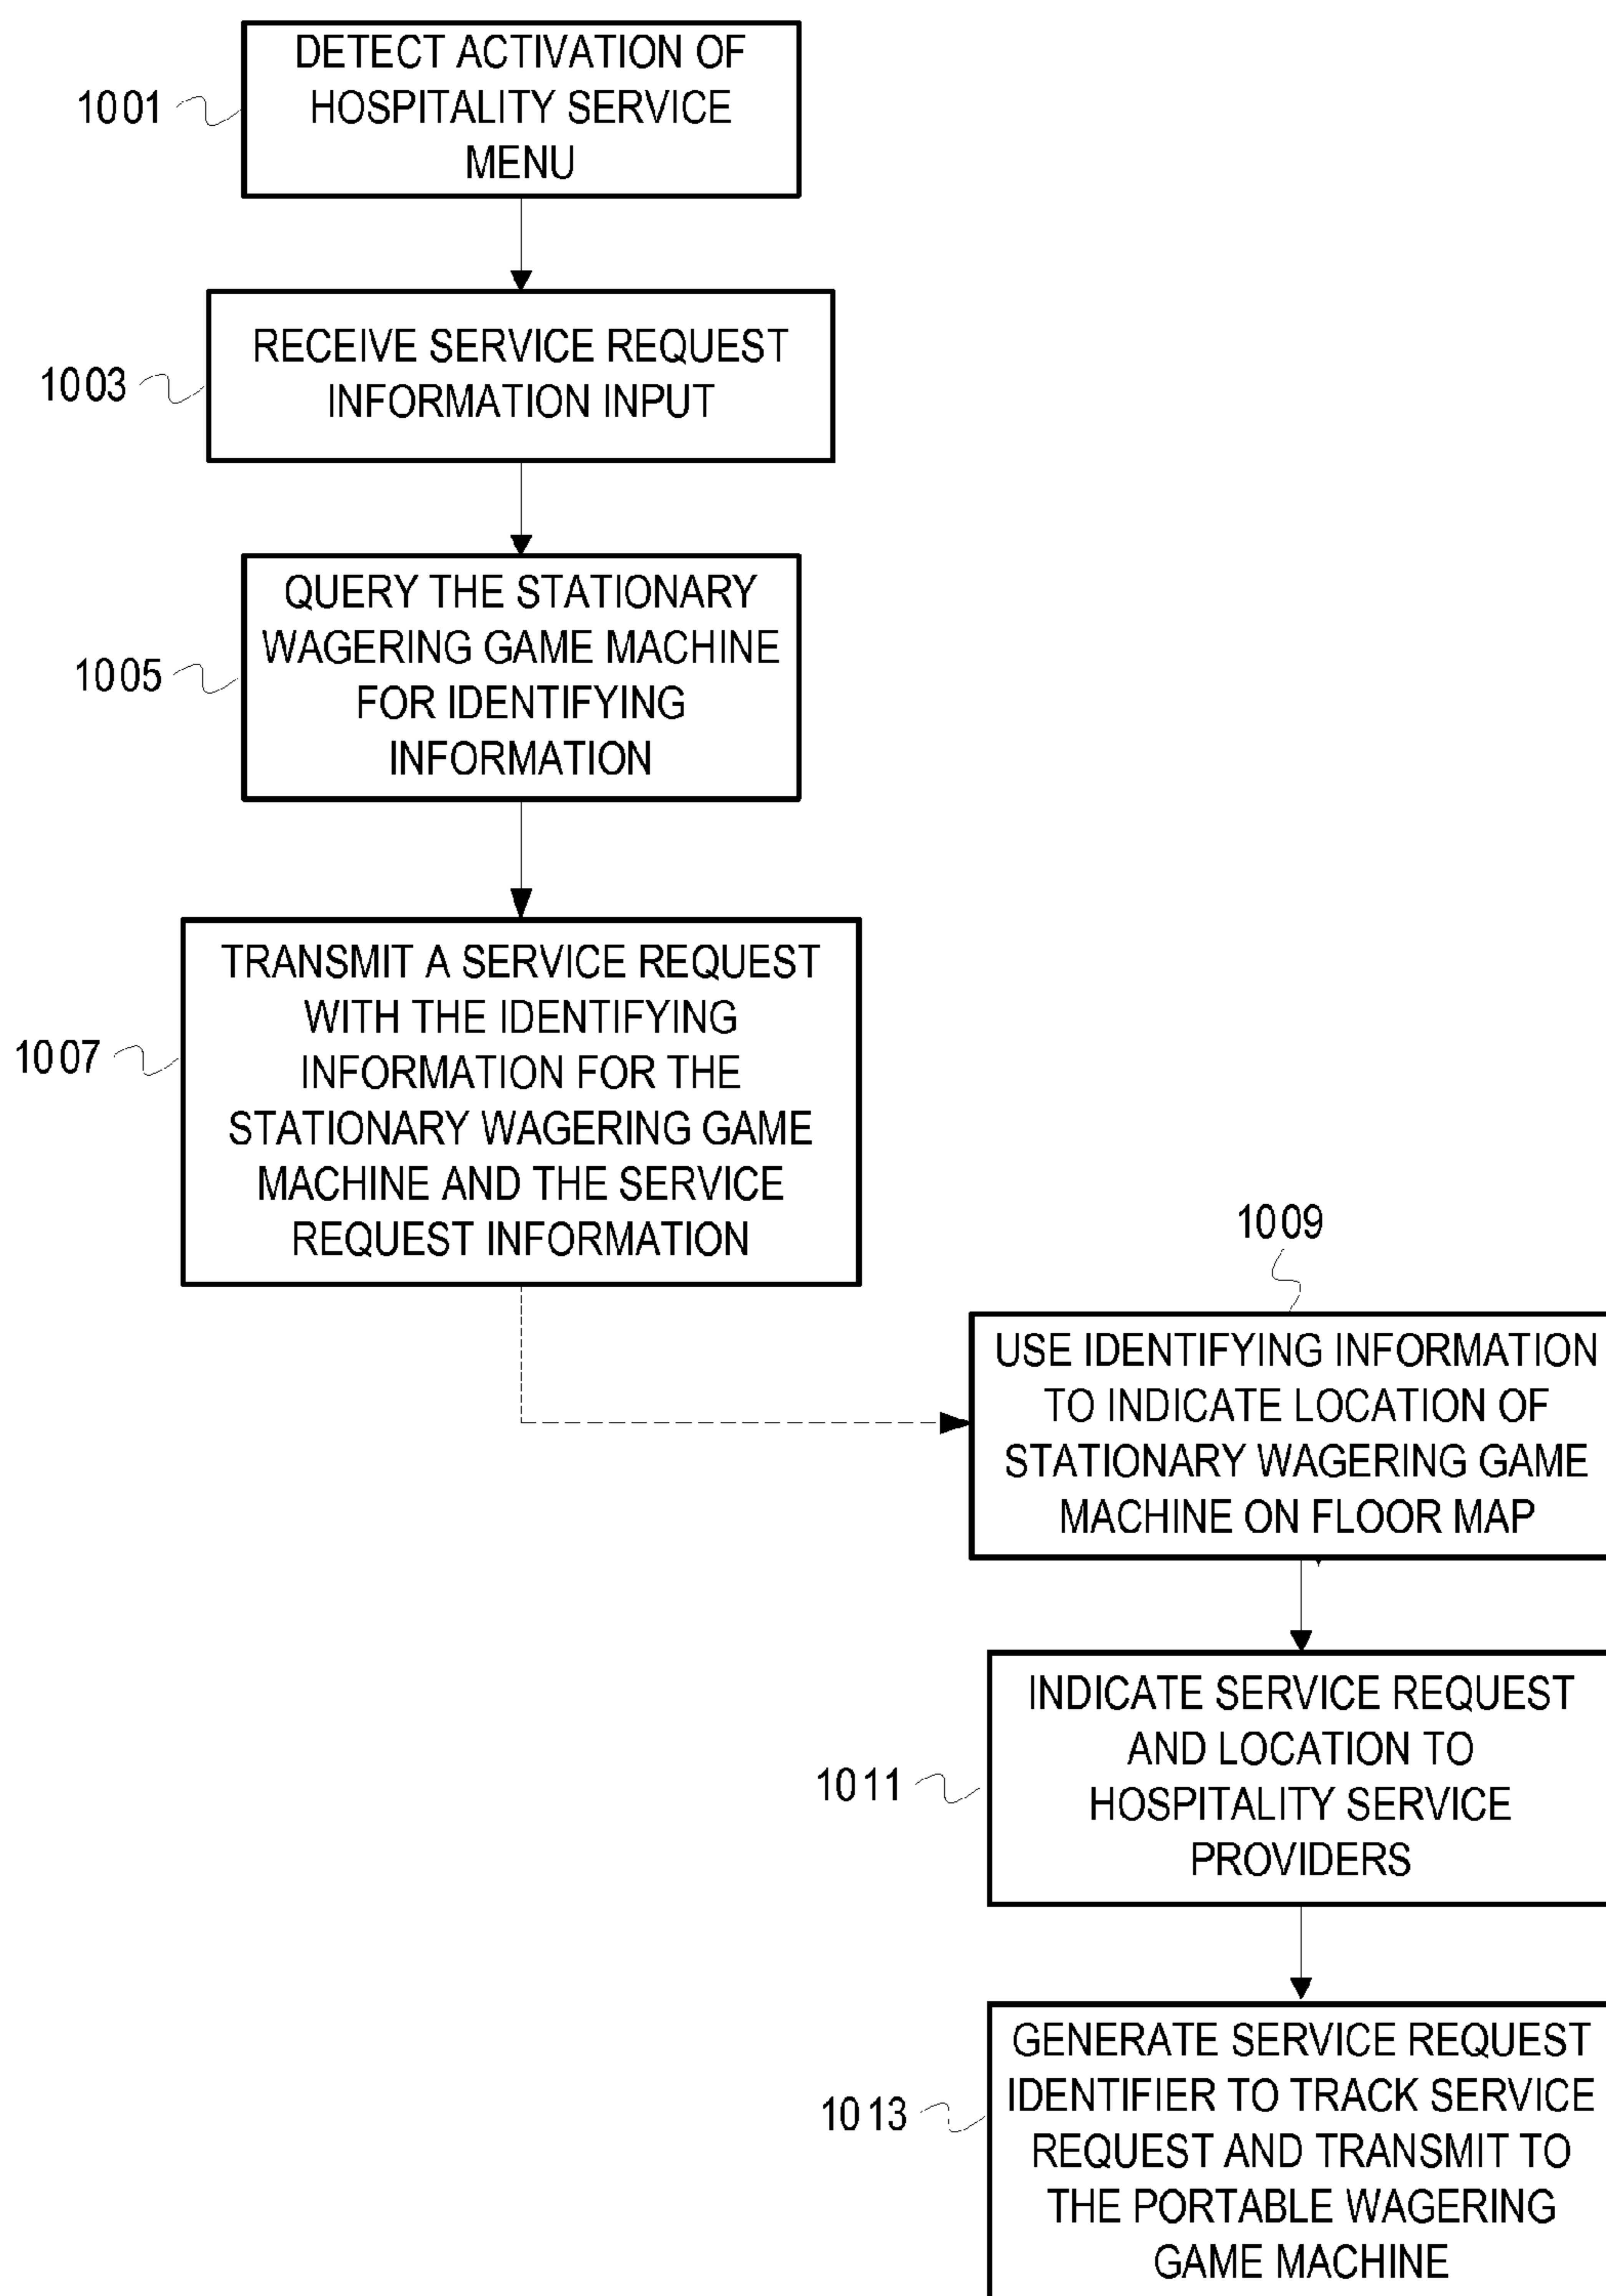 DETECT ACTIVATION OF
HOSPITALITY SERVICE
MENU
1001
RECEIVE SERVICE REQUEST
INFORMATION INPUT
1003
QUERY THE STATIONARY
WAGERING GAME MACHINE
FOR IDENTIFYING
INFORMATION
1005
TRANSMIT A SERVICE REQUEST
WITH THE IDENTIFYING
INFORMATION FOR THE
STATIONARY WAGERING GAME
MACHINE AND THE SERVICE
REQUEST INFORMATION
1007
1009
USE IDENTIFYING INFORMATION
TO INDICATE LOCATION OF
STATIONARY WAGERING GAME
MACHINE ON FLOOR MAP
INDICATE SERVICE REQUEST
AND LOCATION TO
HOSPITALITY SERVICE
PROVIDERS
1011
GENERATE SERVICE REQUEST
IDENTIFIER TO TRACK SERVICE
REQUEST AND TRANSMIT TO
THE PORTABLE WAGERING
GAME MACHINE
1013